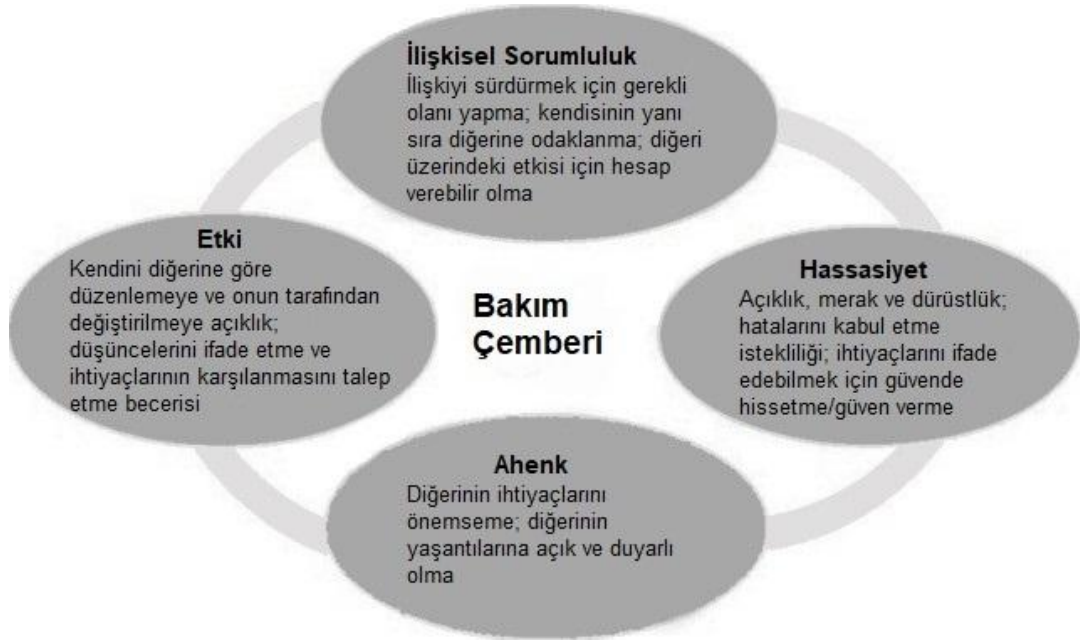 İlişkisel Sorumluluk
İlişkiyi sürdürmek için gerekli
olanı yapma; kendisinin yanı
sıra diğerine odaklanma; diğeri
üzerindeki etkisi için hesap
verebilir olma
Etki
Kendini diğerine göre
düzenlemeye ve onun tarafından
değiştirilmeye açıklık;
düşüncelerini ifade etme ve
ihtiyaçlarının karşılanmasını talep
etme becerisi
Bakım
Çemberi
Hassasiyet
Açıklık, merak ve dürüstlük;
hatalarını kabul etme
istekliliği; ihtiyaçlarını ifade
edebilmek için güvende
hissetme/güven verme
Ahenk
Diğerinin ihtiyaçlarını
önemseme; diğerinin
yaşantılarına açık ve duyarlı
olma